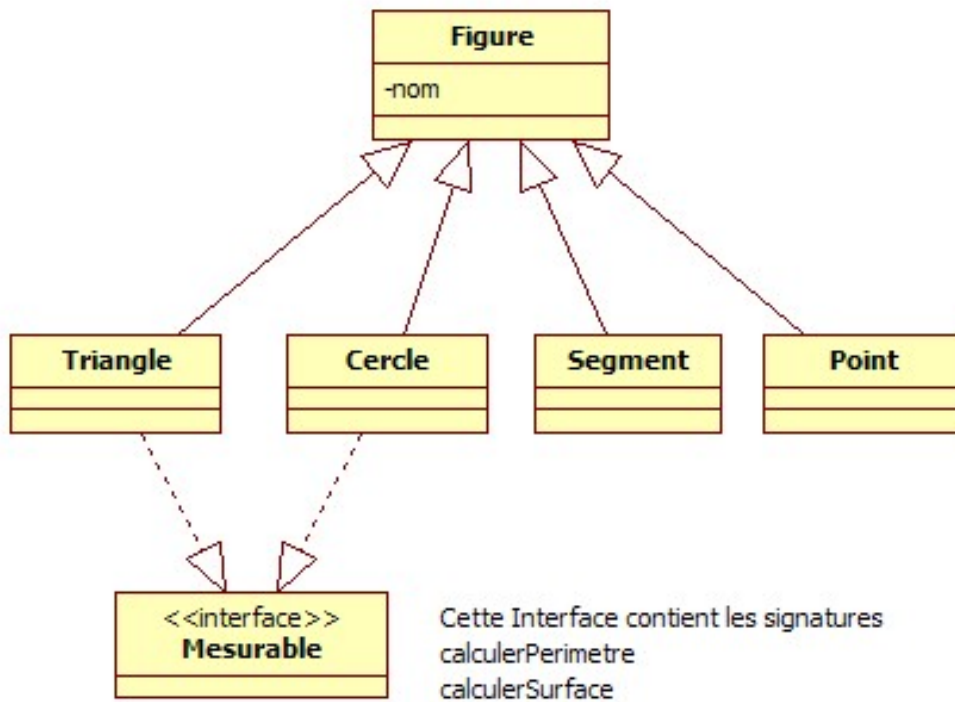 Figure
-nom
Triangle
Cercle
Segment
Point
<<interface>>
Mesurable
Cette Interface contient les signatures
calculerPerimetre
calculerSurface